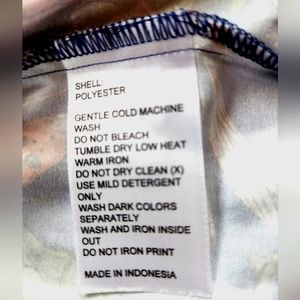 SHELL:
POLYESTER
GENTLE COLD MACHINE
WASH
DO NOT BLEACH
TUMBLE DRY LOW HEAT
WARM IRON
DO NOT DRY CLEAN (X)
USE MILD DETERGENT
ONLY
WASH DARK COLORS
SEPARATELY
WASH AND IRON INSIDE
OUT
DO NOT IRON PRINT
MADE IN INDONESIA